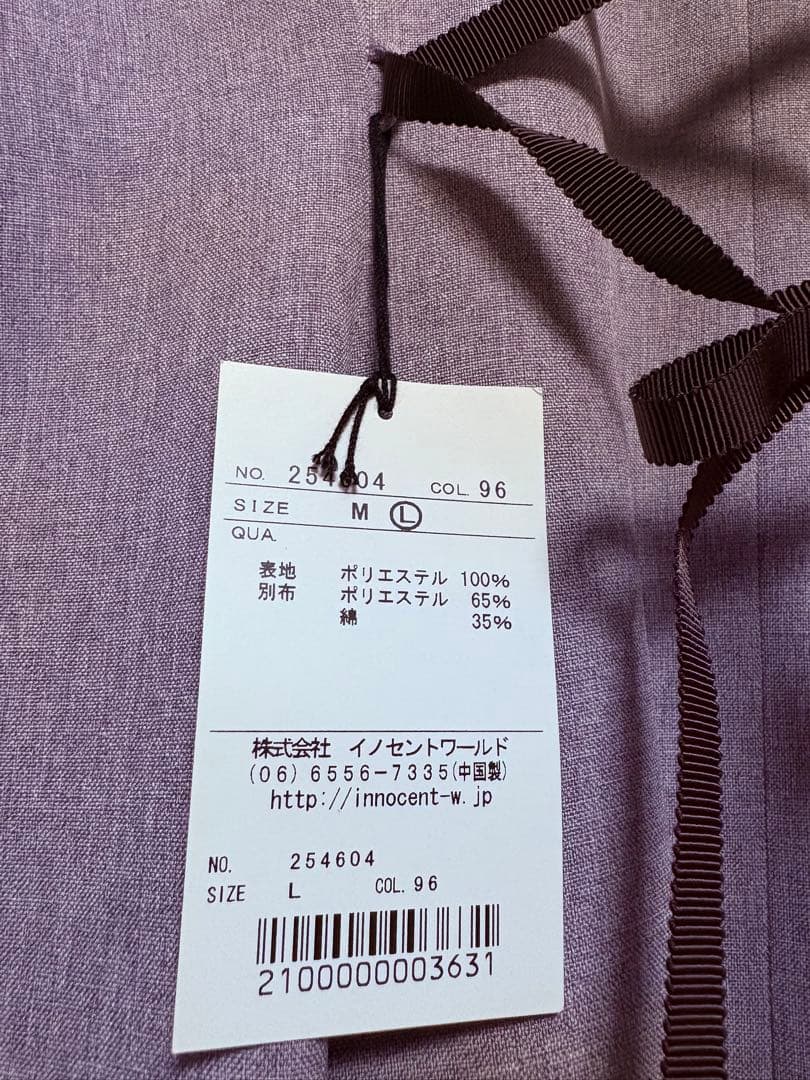 NO. 254604 COL. 96
SIZE M L
QUA.
表地 ポリエステル 100%
別布 ポリエステル 65%
綿 35%
株式会社 イノセントワールド
(06) 6556-7335(中国製)
http://innocent-w.jp
NO. 254604
SIZE L COL. 96
2100000003631